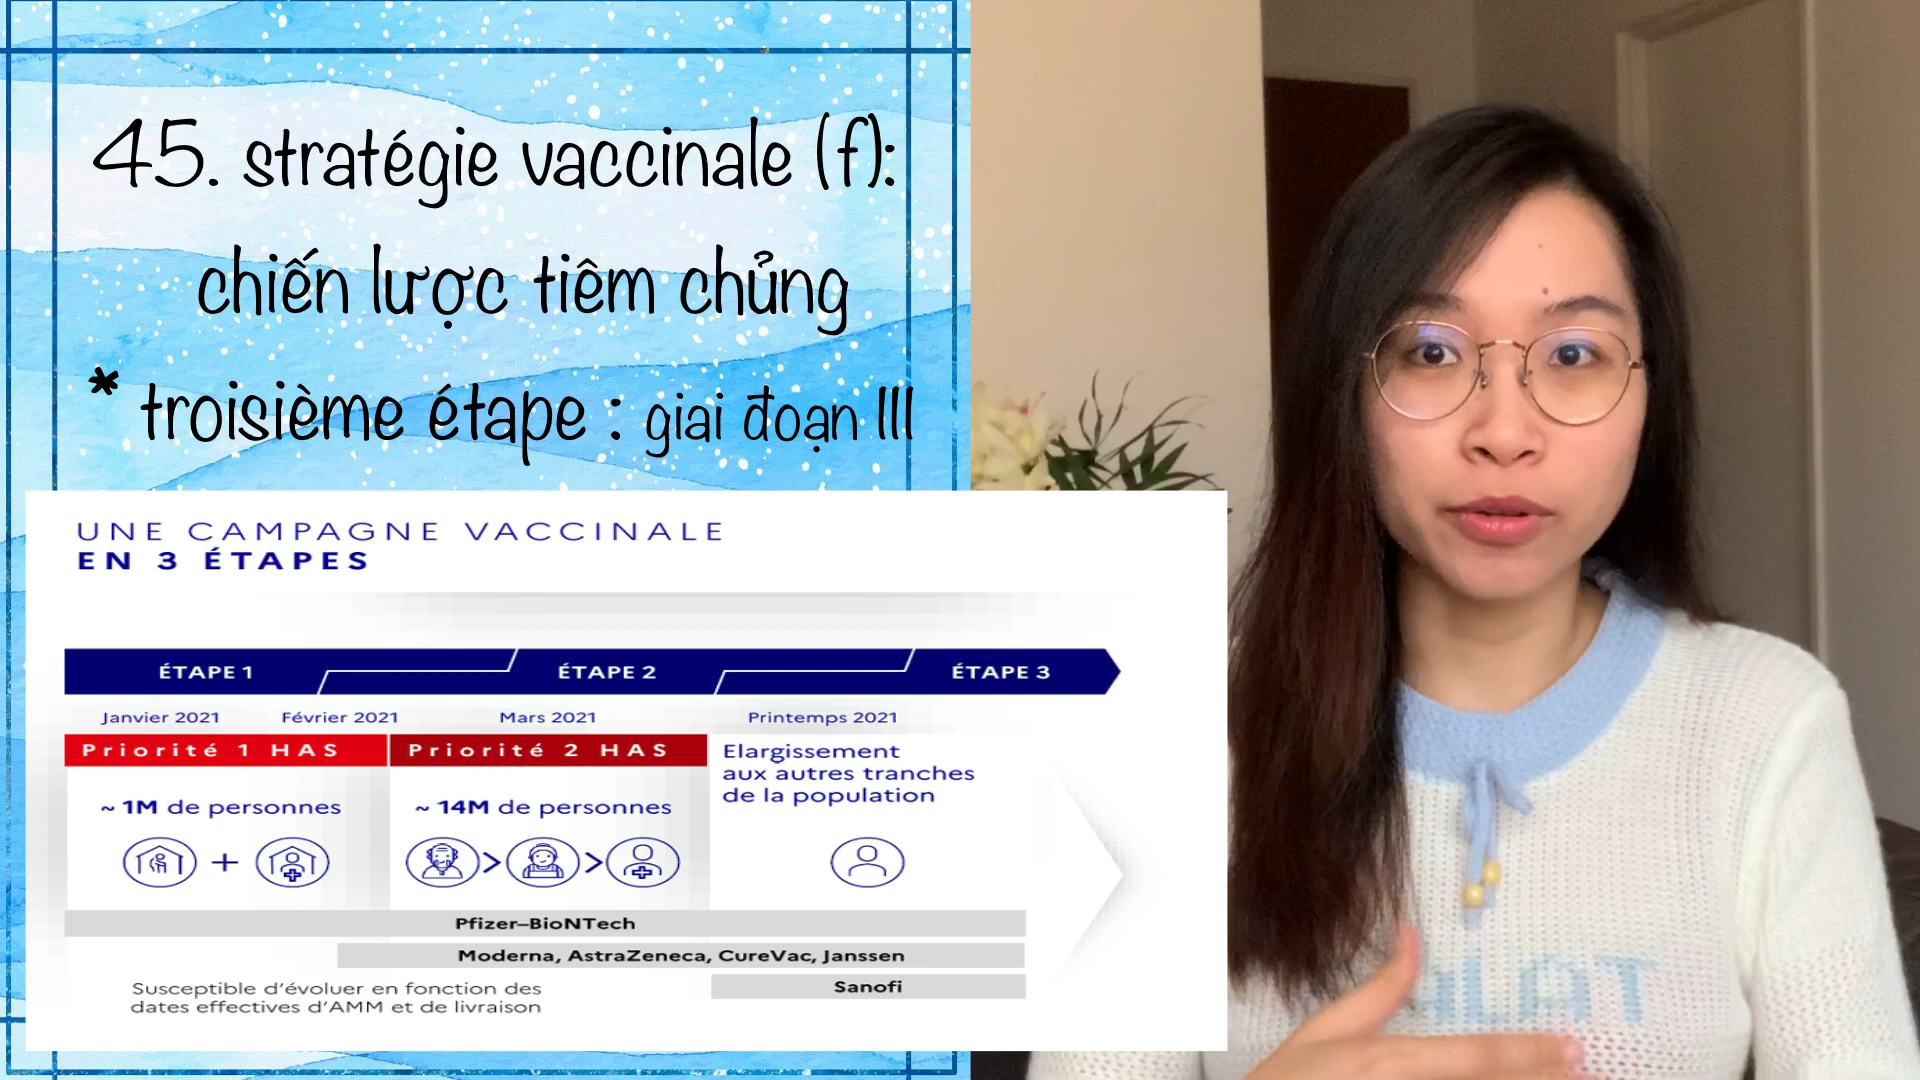 45. stratégie vaccinale (f):
chiến lược tiêm chủng
* troisième étape : giai đoạn III
UNE CAMPAGNE VACCINALE
EN 3 ÉTAPES
ÉTAPE 1
ÉTAPE 2
ÉTAPE 3
Janvier 2021
Février 2021
Mars 2021
Printemps 2021
Priorité 1 HAS
Priorité 2 HAS
Elargissement
aux autres tranches
de la population
~ 1M de personnes
~ 14M de personnes
Pfizer–BioNTech
Moderna, AstraZeneca, CureVac, Janssen
Sanofi
Susceptible d'évoluer en fonction des
dates effectives d'AMM et de livraison